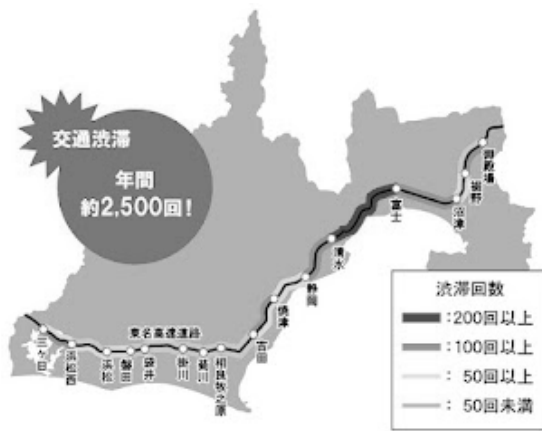 交通渋滞
年間
約2,500回!
御殿場
裾野
沼津
富士
清水
静岡
焼津
吉田
東名高速道路
三ヶ日
浜松西
浜松
磐田
袋井
掛川
菊川
相良牧之原
渋滞回数
:200回以上
:100回以上
: 50回以上
: 50回未満